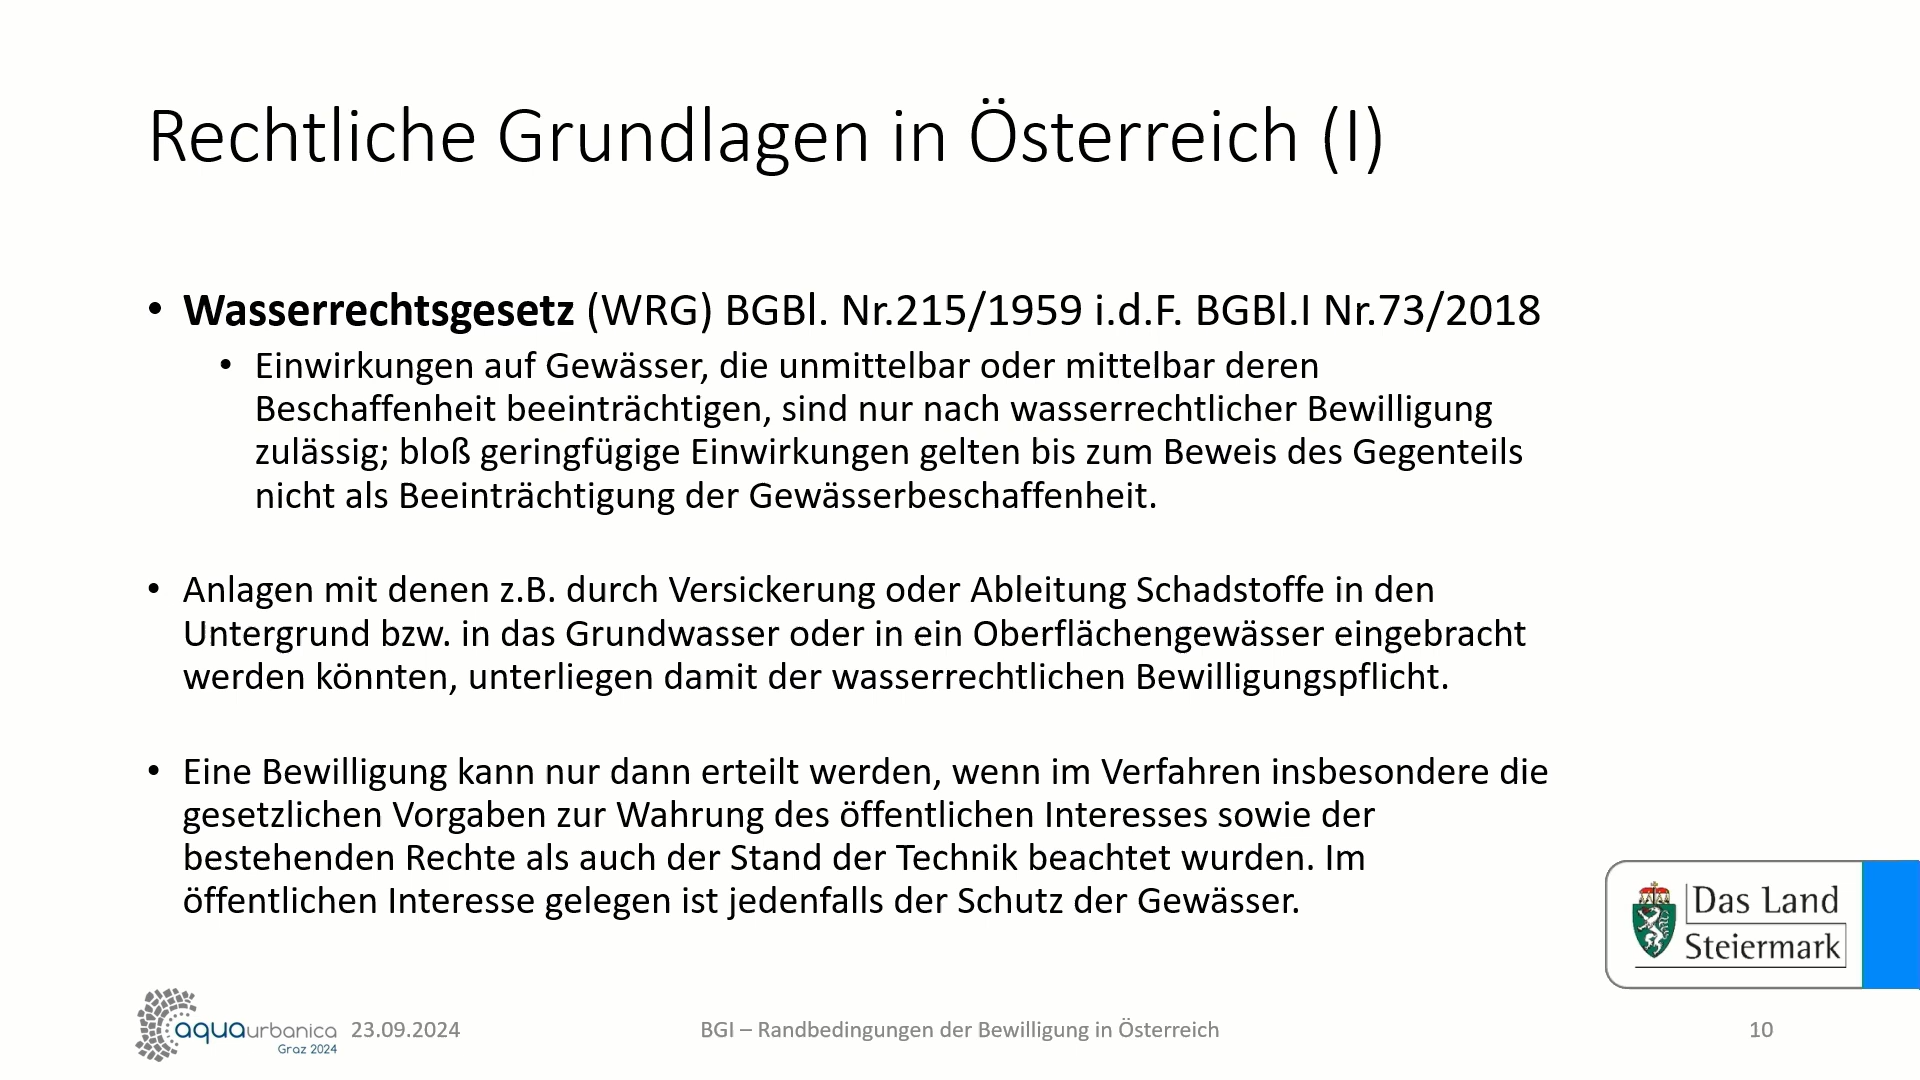 Rechtliche Grundlagen in Österreich (I)
• Wasserrechtsgesetz (WRG) BGBl. Nr.215/1959 i.d.F. BGBl.I Nr.73/2018
• Einwirkungen auf Gewässer, die unmittelbar oder mittelbar deren
Beschaffenheit beeinträchtigen, sind nur nach wasserrechtlicher Bewilligung
zulässig; bloß geringfügige Einwirkungen gelten bis zum Beweis des Gegenteils
nicht als Beeinträchtigung der Gewässerbeschaffenheit.
• Anlagen mit denen z.B. durch Versickerung oder Ableitung Schadstoffe in den
Untergrund bzw. in das Grundwasser oder in ein Oberflächengewässer eingebracht
werden könnten, unterliegen damit der wasserrechtlichen Bewilligungspflicht.
• Eine Bewilligung kann nur dann erteilt werden, wenn im Verfahren insbesondere die
gesetzlichen Vorgaben zur Wahrung des öffentlichen Interesses sowie der
bestehenden Rechte als auch der Stand der Technik beachtet wurden. Im
öffentlichen Interesse gelegen ist jedenfalls der Schutz der Gewässer.
Das Land
Steiermark
aquaurbanica
Graz 2024
23.09.2024
BGI – Randbedingungen der Bewilligung in Österreich
10